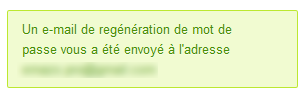 Un e-mail de regénération de mot de
passe vous a été envoyé à l'adresse